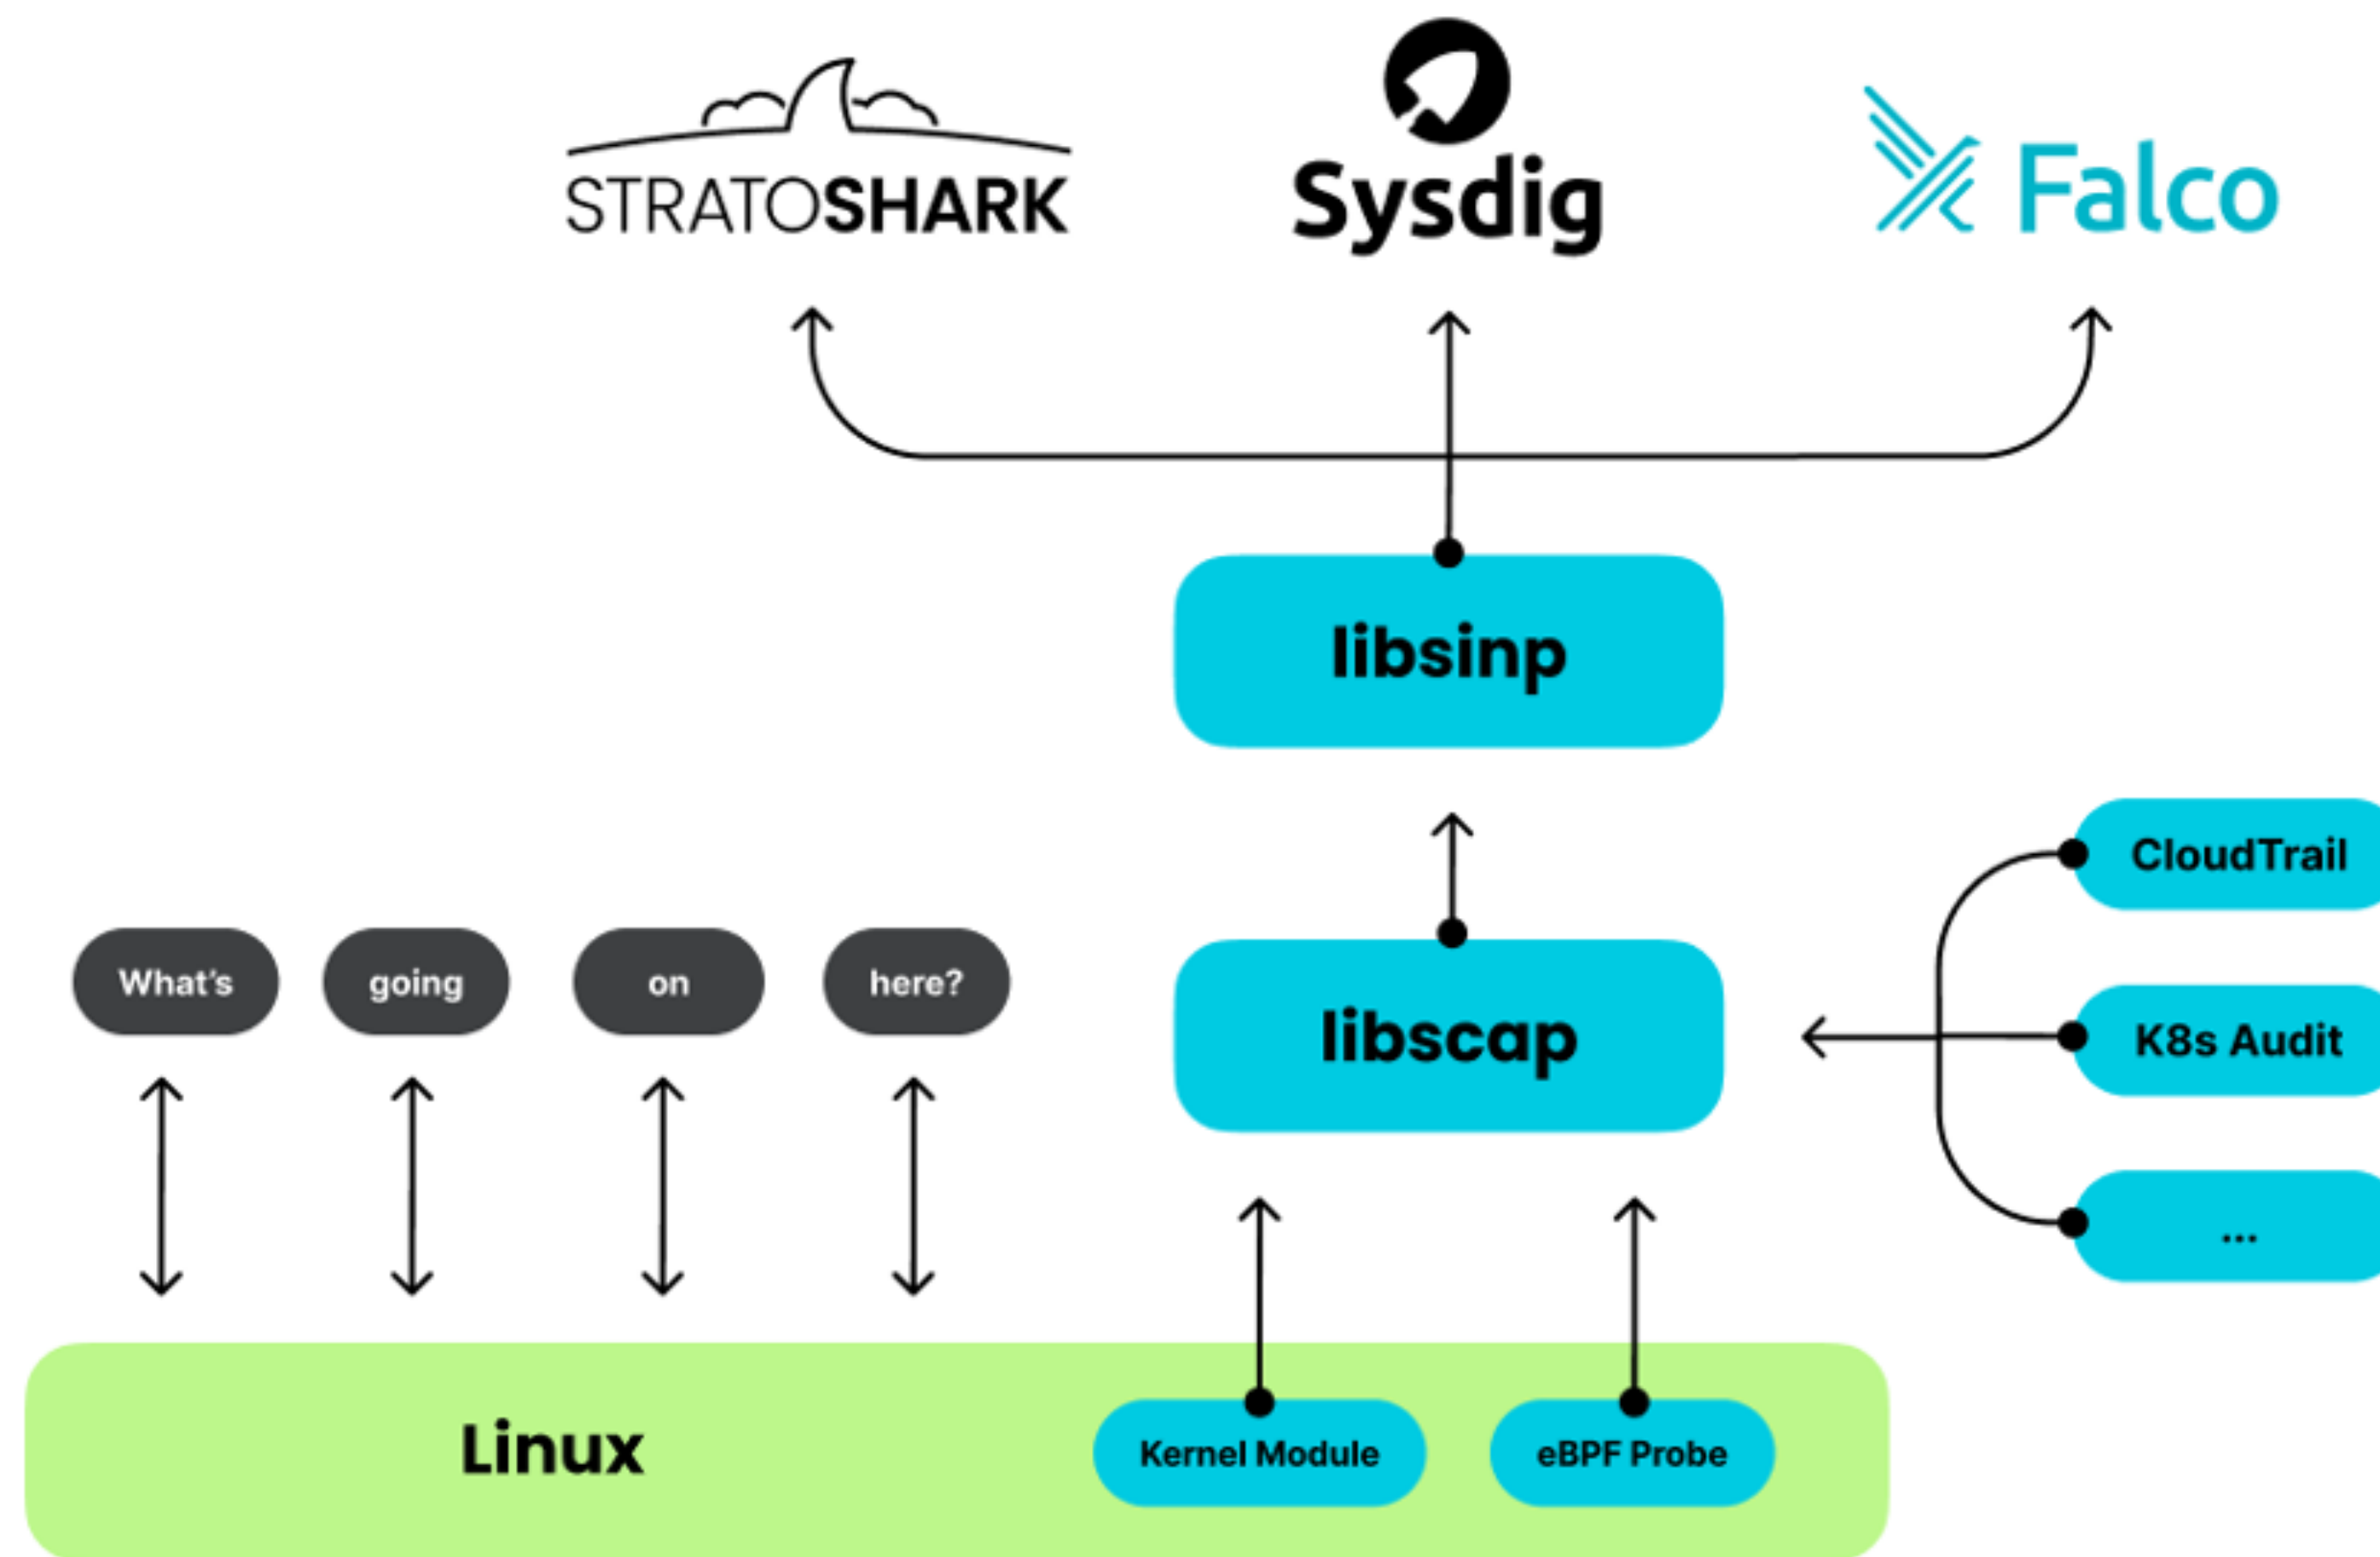 STRATOSHARK
Sysdig
Falco
libsinp
CloudTrail
What's
going
on
here?
libscap
K8s Audit
...
Linux
Kernel Module
eBPF Probe